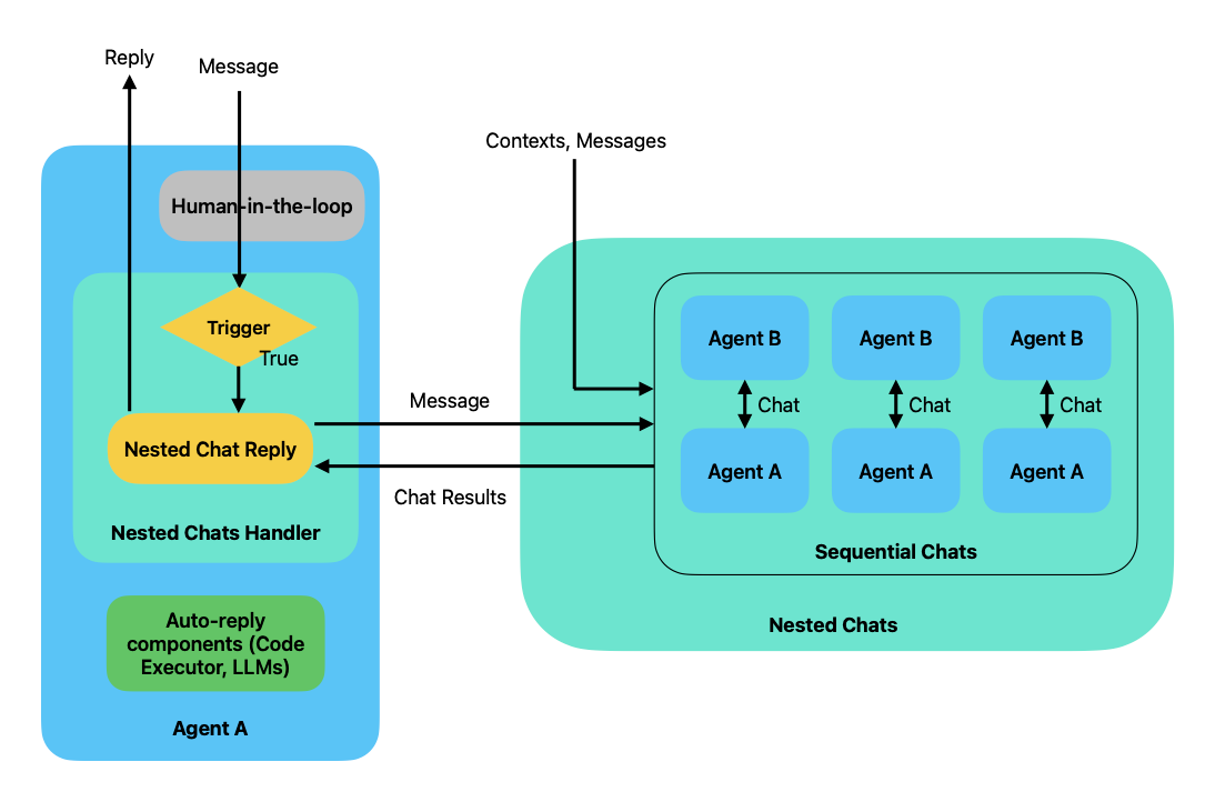 Reply
Message
Human-in-the-loop
Trigger
True
Nested Chat Reply
Nested Chats Handler
Auto-reply
components (Code
Executor, LLMs)
Agent A
Message
Chat Results
Contexts, Messages
Agent B
Agent B
Agent B
Chat
Chat
Chat
Agent A
Agent A
Agent A
Sequential Chats
Nested Chats